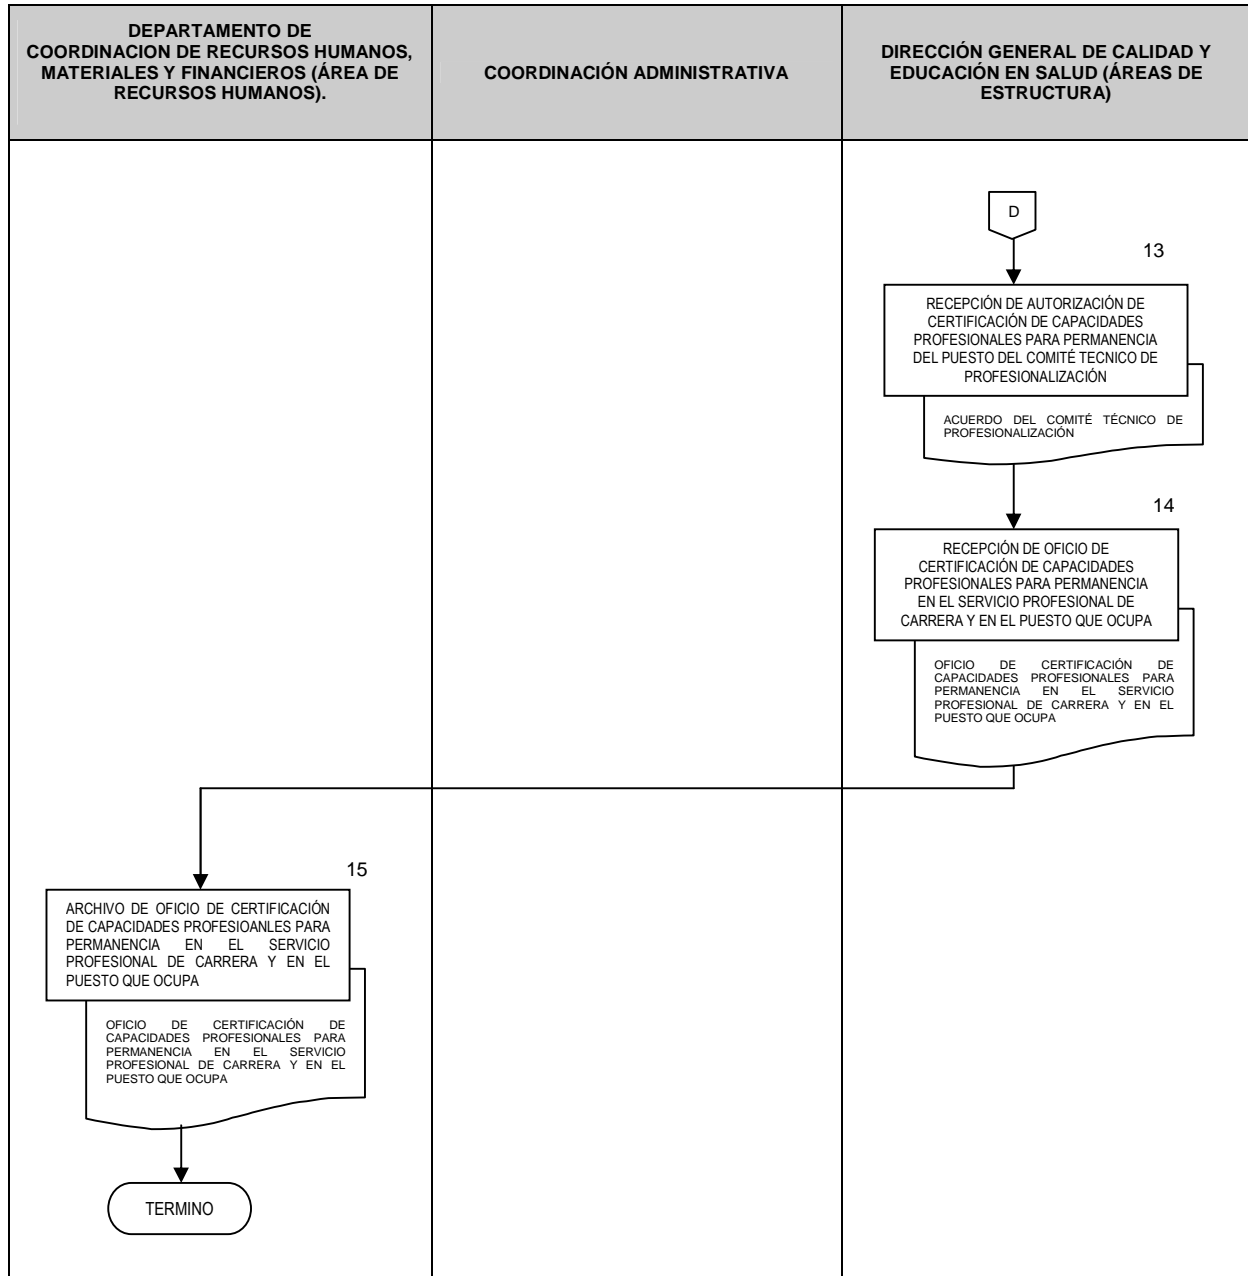 DEPARTAMENTO DE
COORDINACION DE RECURSOS HUMANOS,
MATERIALES Y FINANCIEROS (ÁREA DE
RECURSOS HUMANOS).
COORDINACIÓN ADMINISTRATIVA
DIRECCIÓN GENERAL DE CALIDAD Y
EDUCACIÓN EN SALUD (ÁREAS DE
ESTRUCTURA)
D
13
RECEPCIÓN DE AUTORIZACIÓN DE
CERTIFICACIÓN DE CAPACIDADES
PROFESIONALES PARA PERMANENCIA
DEL PUESTO DEL COMITÉ TECNICO DE
PROFESIONALIZACIÓN
ACUERDO DEL COMITÉ TÉCNICO DE
PROFESIONALIZACIÓN
14
RECEPCIÓN DE OFICIO DE
CERTIFICACIÓN DE CAPACIDADES
PROFESIONALES PARA PERMANENCIA
EN EL SERVICIO PROFESIONAL DE
CARRERA Y EN EL PUESTO QUE OCUPA
OFICIO DE CERTIFICACIÓN DE
CAPACIDADES PROFESIONALES PARA
PERMANENCIA EN EL SERVICIO
PROFESIONAL DE CARRERA Y EN EL
PUESTO QUE OCUPA
15
ARCHIVO DE OFICIO DE CERTIFICACIÓN
DE CAPACIDADES PROFESIOANLES PARA
PERMANENCIA EN EL SERVICIO
PROFESIONAL DE CARRERA Y EN EL
PUESTO QUE OCUPA
OFICIO DE CERTIFICACIÓN DE
CAPACIDADES PROFESIONALES PARA
PERMANENCIA EN EL SERVICIO
PROFESIONAL DE CARRERA Y EN EL
PUESTO QUE OCUPA
TERMINO